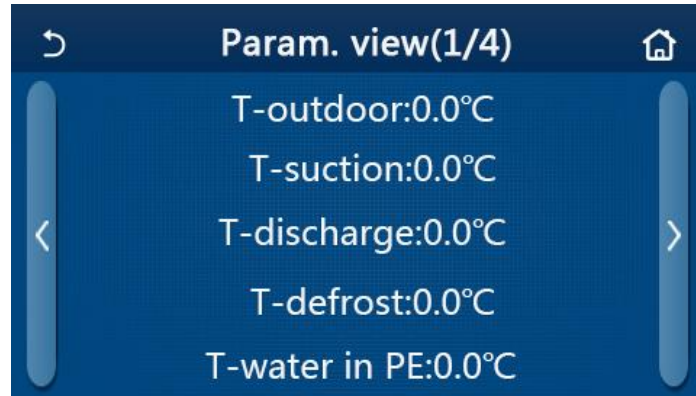 Param. view(1/4)
T-outdoor:0.0℃
T-suction:0.0℃
T-discharge:0.0℃
T-defrost:0.0℃
T-water in PE:0.0℃